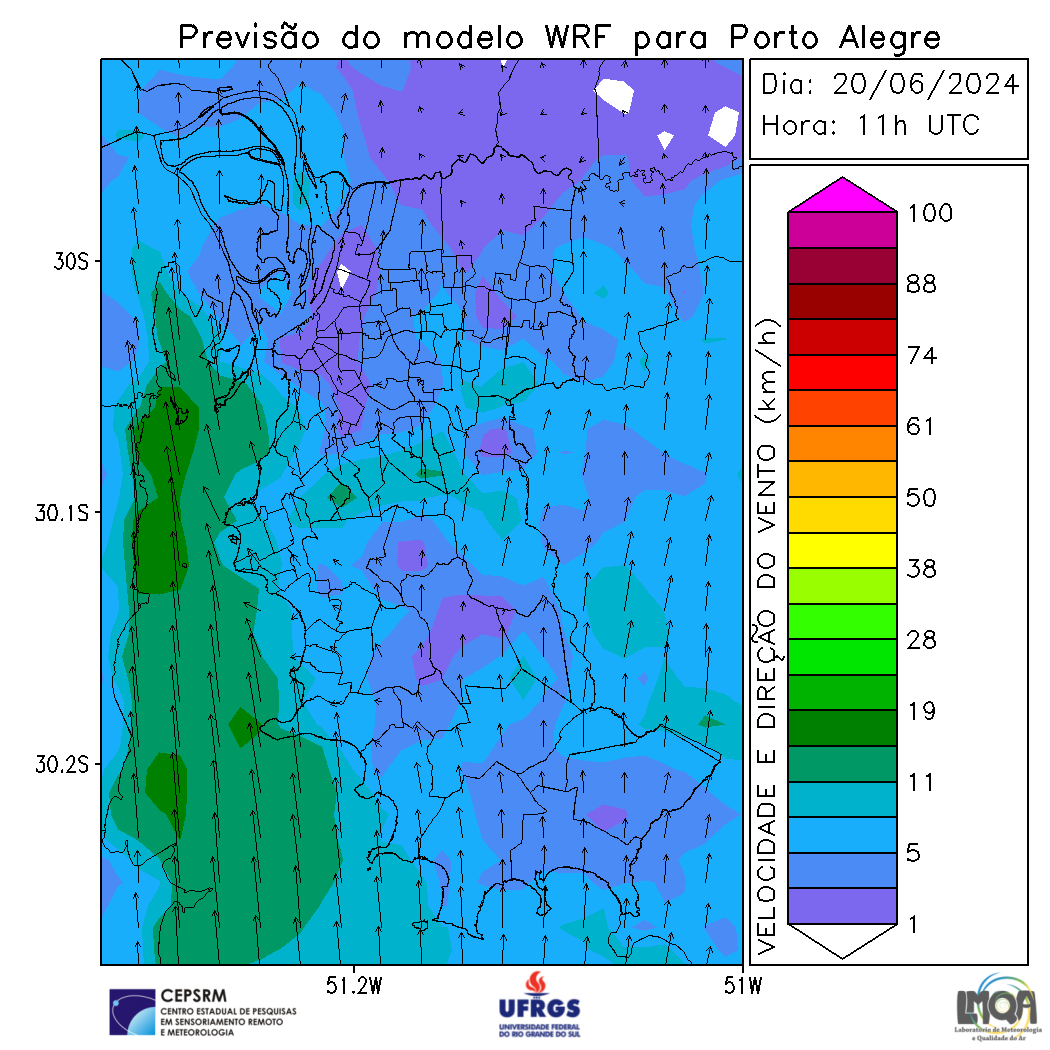 Previsão do modelo WRF para Porto Alegre
Dia: 20/06/2024
Hora: 11h UTC
30S
30.1S
30.2S
51.2W
51W
VELOCIDADE E DIREÇÃO DO VENTO (km/h)
100
88
74
61
50
38
28
19
11
5
1
CEPSRM
CENTRO ESTADUAL DE PESQUISAS
EM SENSORIAMENTO REMOTO
E METEOROLOGIA
UFRGS
UNIVERSIDADE FEDERAL
DO RIO GRANDE DO SUL
LMQA
Laboratório de Meteorologia
e Qualidade do Ar